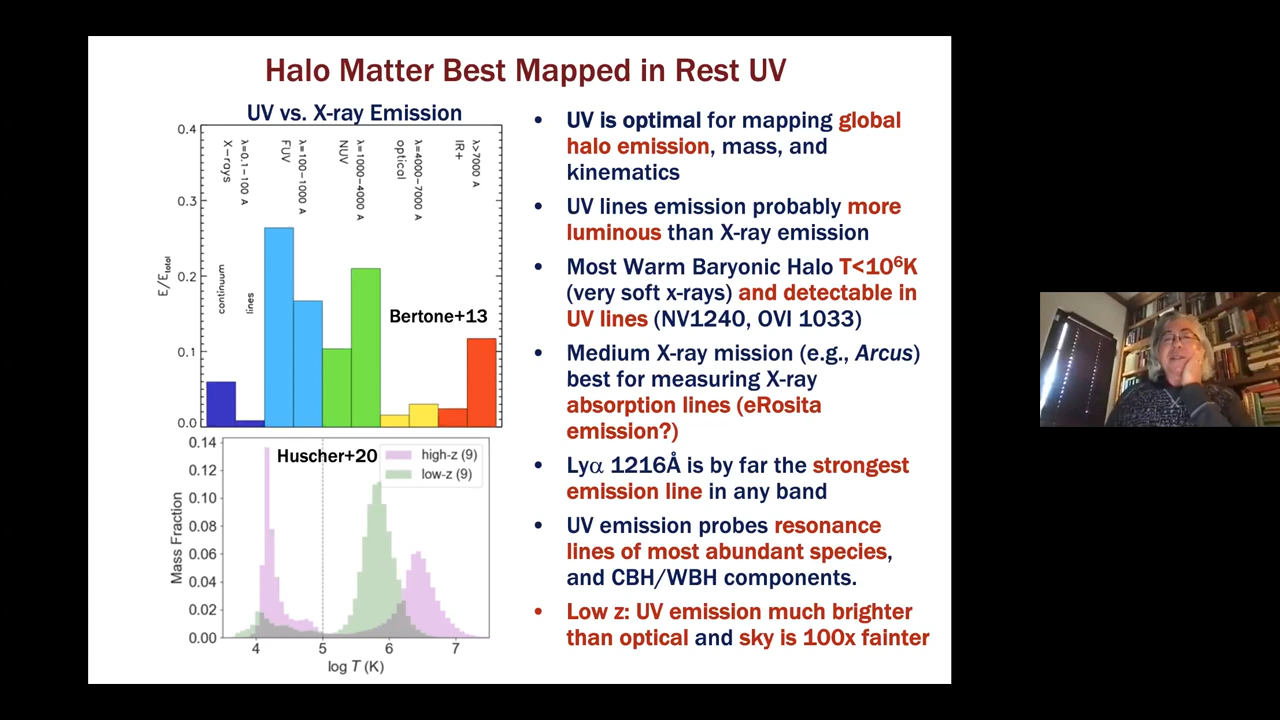 Halo Matter Best Mapped in Rest UV
UV vs. X-ray Emission
0.4
0.3
0.2
0.1
0.0
E/Etotal
X-rays
λ=0.1-100 A
FUV
λ=100-1000 A
NUV
λ=1000-4000 A
optical
λ=4000-7000 A
IR+
λ>7000 A
continuum
lines
Bertone+13
0.14
0.12
0.10
0.08
0.06
0.04
0.02
0.00
Mass Fraction
Huscher+20
high-z (9)
low-z (9)
4 5 6 7
log T (K)
• UV is optimal for mapping global
halo emission, mass, and
kinematics
• UV lines emission probably more
luminous than X-ray emission
• Most Warm Baryonic Halo T<10⁶K
(very soft x-rays) and detectable in
UV lines (NV1240, OVI 1033)
• Medium X-ray mission (e.g., Arcus)
best for measuring X-ray
absorption lines (eRosita
emission?)
• Lyα 1216Å is by far the strongest
emission line in any band
• UV emission probes resonance
lines of most abundant species,
and CBH/WBH components.
• Low z: UV emission much brighter
than optical and sky is 100x fainter